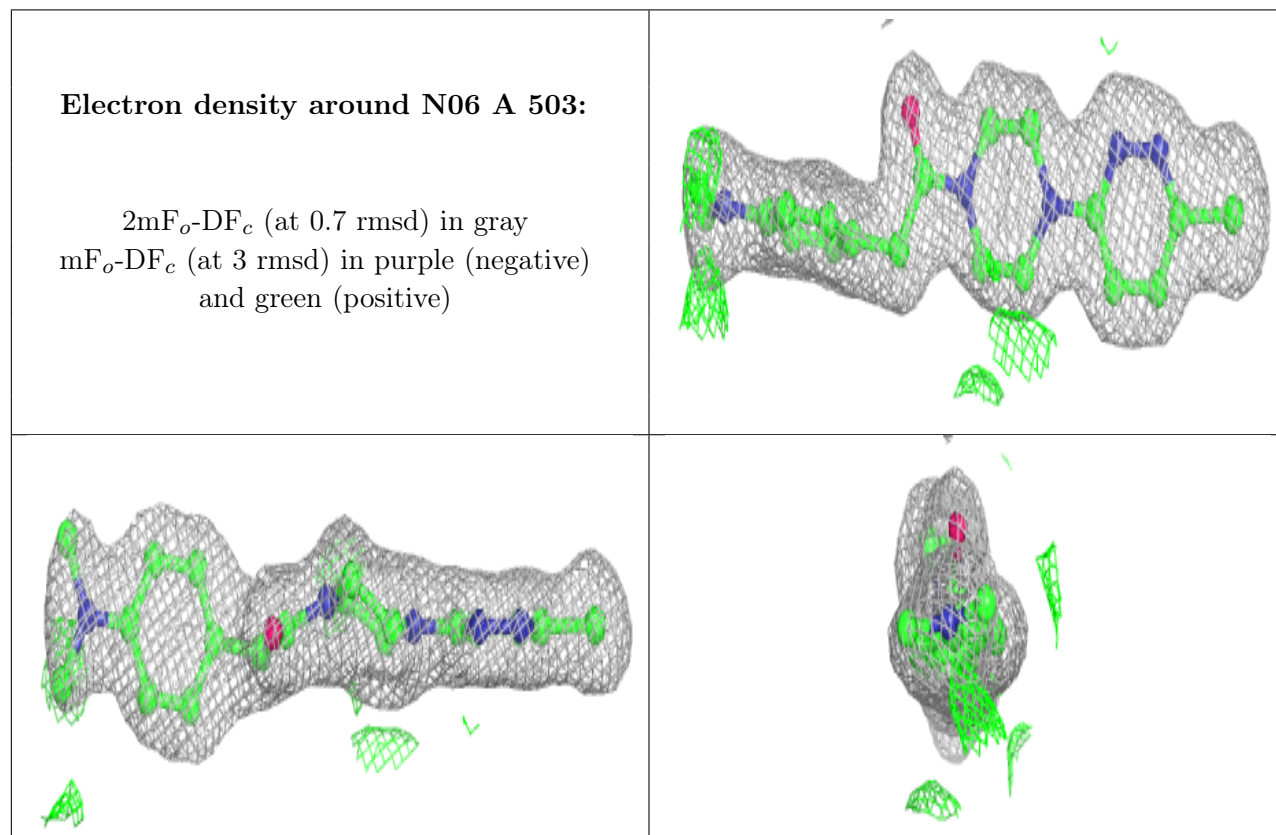 Electron density around N06 A 503:
2mFo-DFc (at 0.7 rmsd) in gray
mFo-DFc (at 3 rmsd) in purple (negative)
and green (positive)